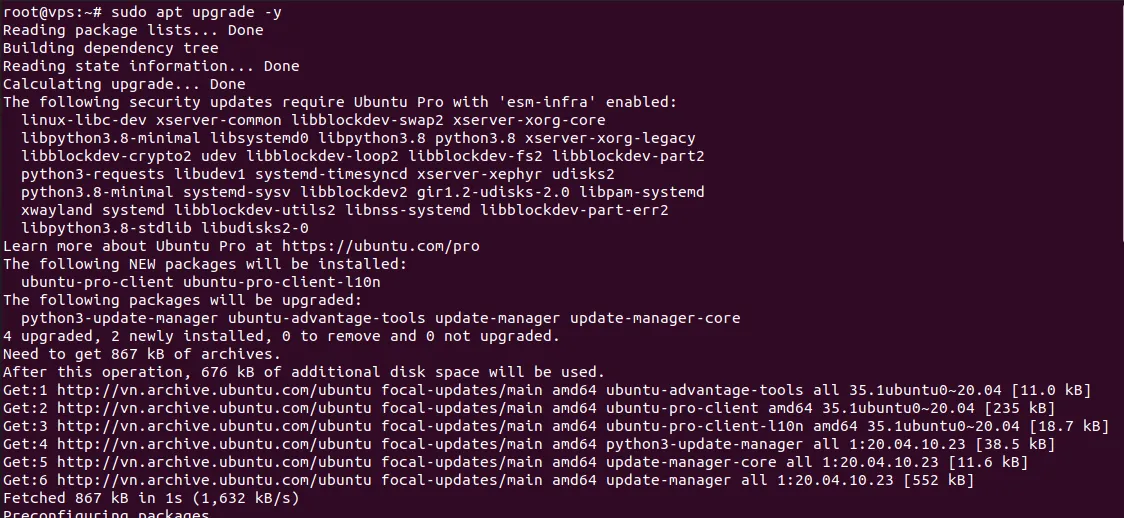 root@vps:~# sudo apt upgrade -y
Reading package lists... Done
Building dependency tree
Reading state information... Done
Calculating upgrade... Done
The following security updates require Ubuntu Pro with 'esm-infra' enabled:
  linux-libc-dev xserver-common libblockdev-swap2 xserver-xorg-core
  libpython3.8-minimal libsystemd0 libpython3.8 python3.8 xserver-xorg-legacy
  libblockdev-crypto2 udev libblockdev-loop2 libblockdev-fs2 libblockdev-part2
  python3-requests libudev1 systemd-timesyncd xserver-xephyr udisks2
  python3.8-minimal systemd-sysv libblockdev2 gir1.2-udisks-2.0 libpam-systemd
  xwayland systemd libblockdev-utils2 libnss-systemd libblockdev-part-err2
  libpython3.8-stdlib libudisks2-0
Learn more about Ubuntu Pro at https://ubuntu.com/pro
The following NEW packages will be installed:
  ubuntu-pro-client ubuntu-pro-client-l10n
The following packages will be upgraded:
  python3-update-manager ubuntu-advantage-tools update-manager update-manager-core
4 upgraded, 2 newly installed, 0 to remove and 0 not upgraded.
Need to get 867 kB of archives.
After this operation, 676 kB of additional disk space will be used.
Get:1 http://vn.archive.ubuntu.com/ubuntu focal-updates/main amd64 ubuntu-advantage-tools all 35.1ubuntu0~20.04 [11.0 kB]
Get:2 http://vn.archive.ubuntu.com/ubuntu focal-updates/main amd64 ubuntu-pro-client amd64 35.1ubuntu0~20.04 [235 kB]
Get:3 http://vn.archive.ubuntu.com/ubuntu focal-updates/main amd64 ubuntu-pro-client-l10n amd64 35.1ubuntu0~20.04 [18.7 kB]
Get:4 http://vn.archive.ubuntu.com/ubuntu focal-updates/main amd64 python3-update-manager all 1:20.04.10.23 [38.5 kB]
Get:5 http://vn.archive.ubuntu.com/ubuntu focal-updates/main amd64 update-manager-core all 1:20.04.10.23 [11.6 kB]
Get:6 http://vn.archive.ubuntu.com/ubuntu focal-updates/main amd64 update-manager all 1:20.04.10.23 [552 kB]
Fetched 867 kB in 1s (1,632 kB/s)
Preconfiguring packages